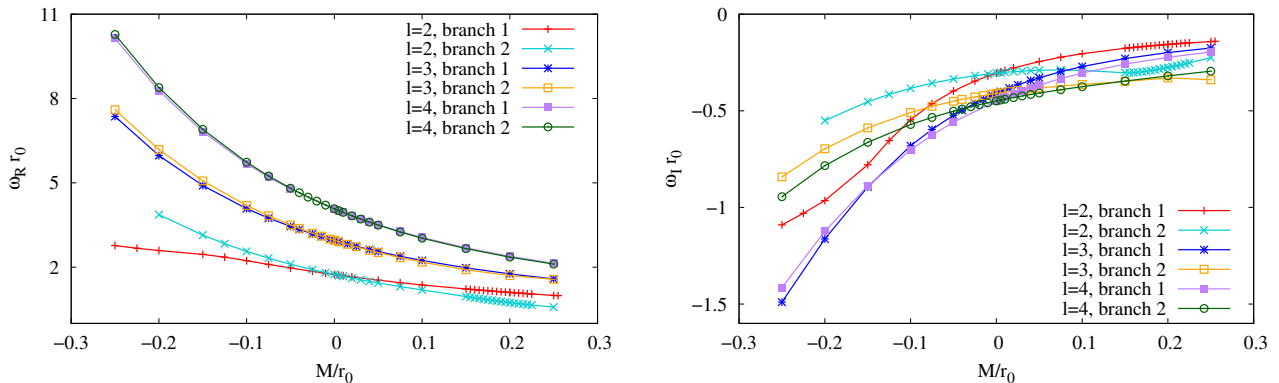 11
8
5
2
ω_R r_0
l=2, branch 1
l=2, branch 2
l=3, branch 1
l=3, branch 2
l=4, branch 1
l=4, branch 2
−0.3 −0.2 −0.1 0 0.1 0.2 0.3
M/r_0
0
−0.5
−1
−1.5
ω_I r_0
l=2, branch 1
l=2, branch 2
l=3, branch 1
l=3, branch 2
l=4, branch 1
l=4, branch 2
−0.3 −0.2 −0.1 0 0.1 0.2 0.3
M/r_0